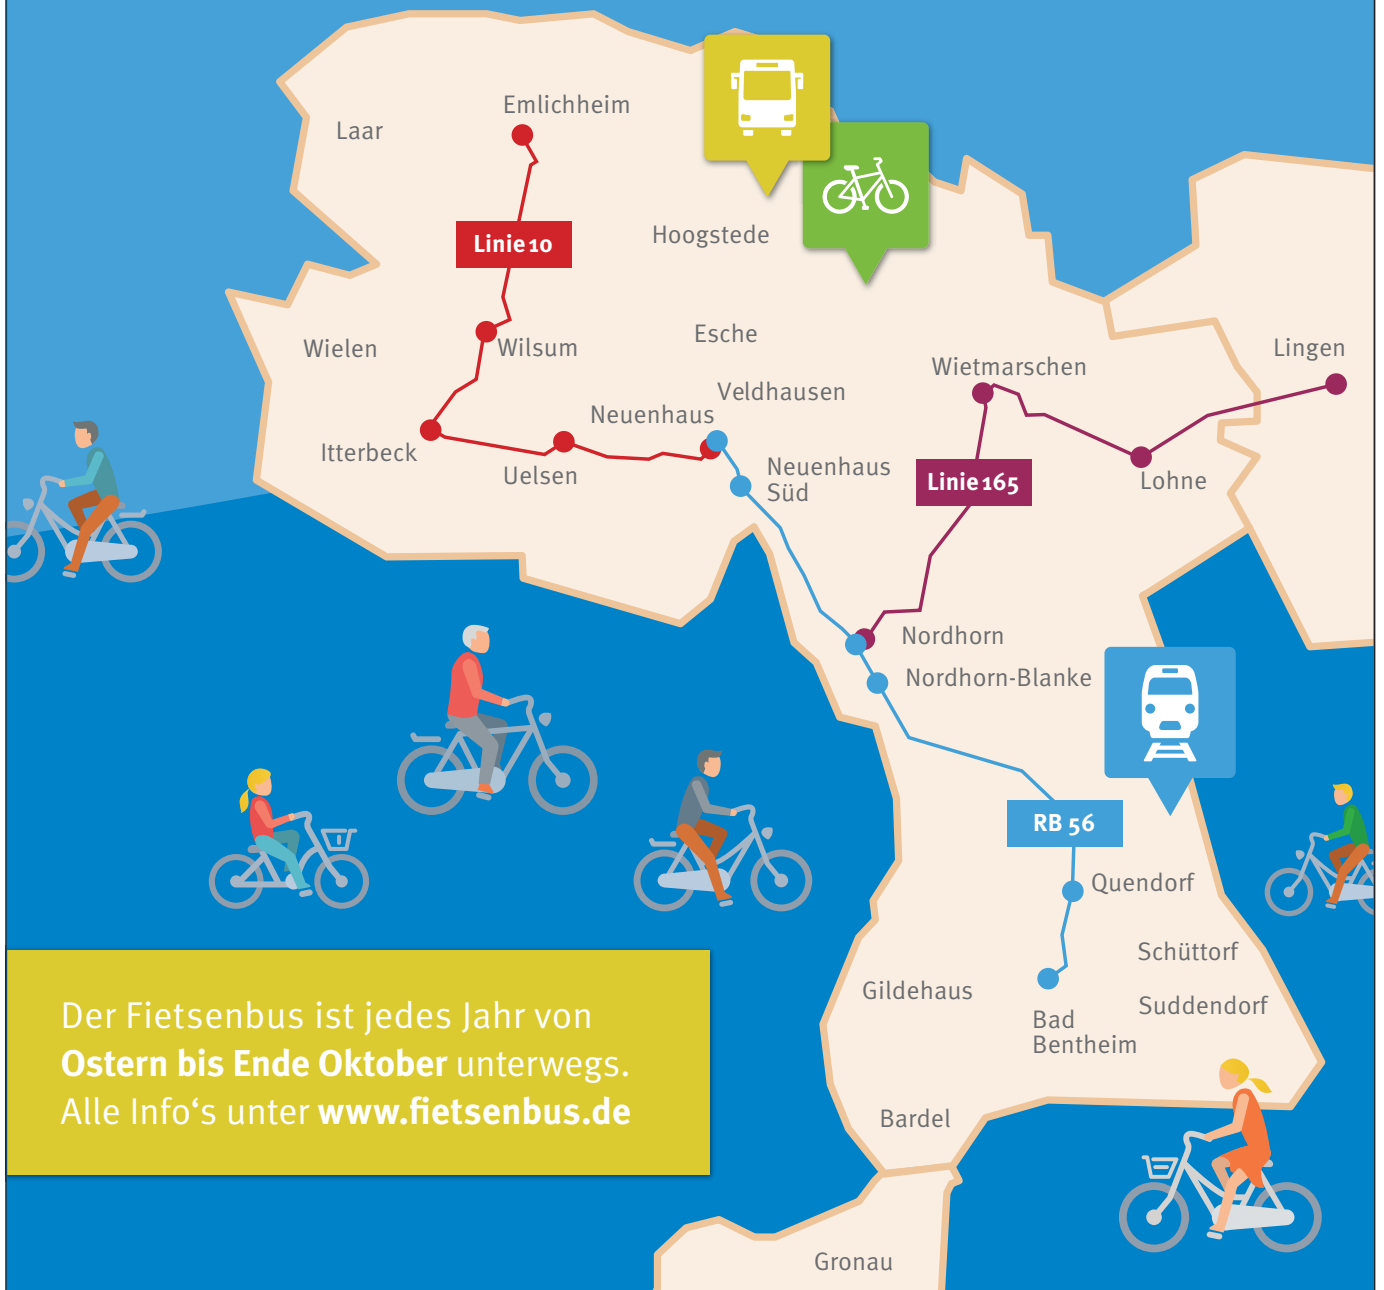 Emlichheim
Laar
Hoogstede
Linie 10
Esche
Wielen
Wilsum
Lingen
Wietmarschen
Veldhausen
Neuenhaus
Itterbeck
Uelsen
Neuenhaus
Süd
Linie 165
Lohne
Nordhorn
Nordhorn-Blanke
RB 56
Quendorf
Schüttorf
Gildehaus
Suddendorf
Bad
Bentheim
Bardel
Gronau
Der Fietsenbus ist jedes Jahr von
Ostern bis Ende Oktober unterwegs.
Alle Info‘s unter www.fietsenbus.de